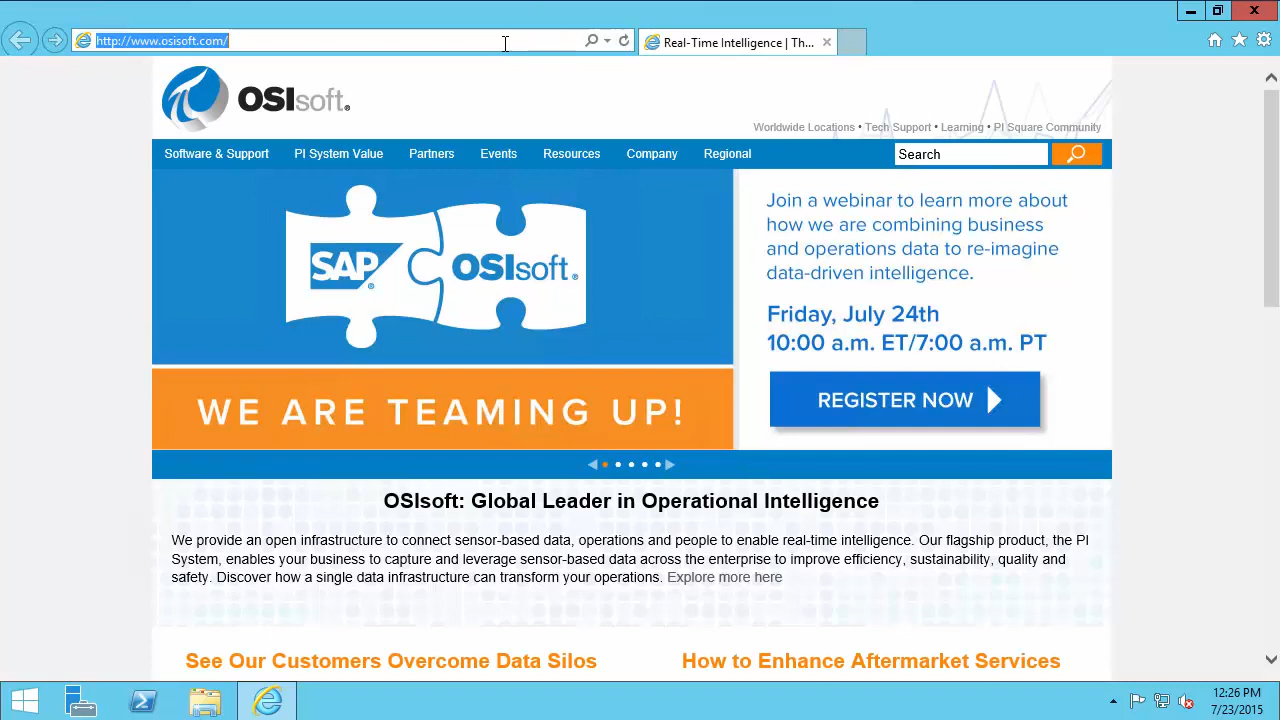 http://www.osisoft.com/
Real-Time Intelligence | Th...
OSIsoft®
Worldwide Locations • Tech Support • Learning • PI Square Community
Software & Support PI System Value Partners Events Resources Company Regional Search
SAP® OSIsoft®
WE ARE TEAMING UP!
Join a webinar to learn more about
how we are combining business
and operations data to re-imagine
data-driven intelligence.
Friday, July 24th
10:00 a.m. ET/7:00 a.m. PT
REGISTER NOW
OSIsoft: Global Leader in Operational Intelligence
We provide an open infrastructure to connect sensor-based data, operations and people to enable real-time intelligence. Our flagship product, the PI
System, enables your business to capture and leverage sensor-based data across the enterprise to improve efficiency, sustainability, quality and
safety. Discover how a single data infrastructure can transform your operations. Explore more here
See Our Customers Overcome Data Silos
How to Enhance Aftermarket Services
12:26 PM
7/23/2015